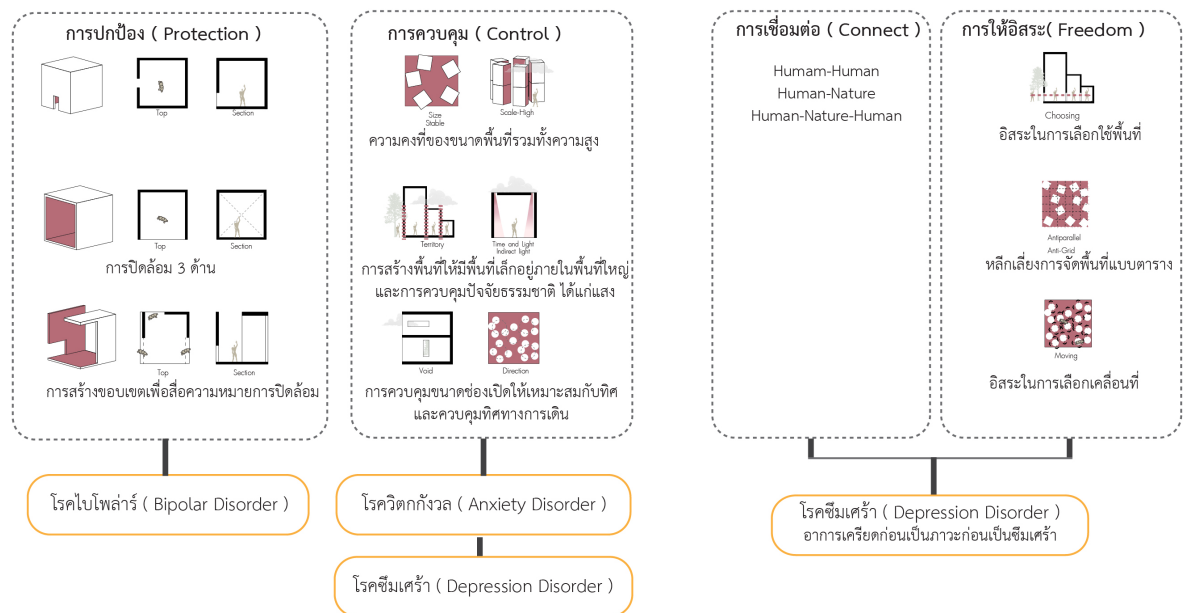 การปกป้อง ( Protection )
Top
Section
Top
Section
การปิดล้อม 3 ด้าน
Top
Section
การสร้างขอบเขตเพื่อสื่อความหมายการปิดล้อม
โรคไบโพล่าร์ ( Bipolar Disorder )
การควบคุม ( Control )
Size
Stable
Scale-High
ความคงที่ของขนาดพื้นที่รวมทั้งความสูง
Territory
Time and Light
Indirect light
การสร้างพื้นที่ให้มีพื้นที่เล็กอยู่ภายในพื้นที่ใหญ่
และการควบคุมปัจจัยธรรมชาติ ได้แก่แสง
Void
Direction
การควบคุมขนาดช่องเปิดให้เหมาะสมกับทิศ
และควบคุมทิศทางการเดิน
โรควิตกกังวล ( Anxiety Disorder )
โรคซึมเศร้า ( Depression Disorder )
การเชื่อมต่อ ( Connect )
Humam-Human
Human-Nature
Human-Nature-Human
การให้อิสระ( Freedom )
Choosing
อิสระในการเลือกใช้พื้นที่
Antiparallel
Anti-Grid
หลีกเลี่ยงการจัดพื้นที่แบบตาราง
Moving
อิสระในการเลือกเคลื่อนที่
โรคซึมเศร้า ( Depression Disorder )
อาการเครียดก่อนเป็นภาวะก่อนเป็นซึมเศร้า